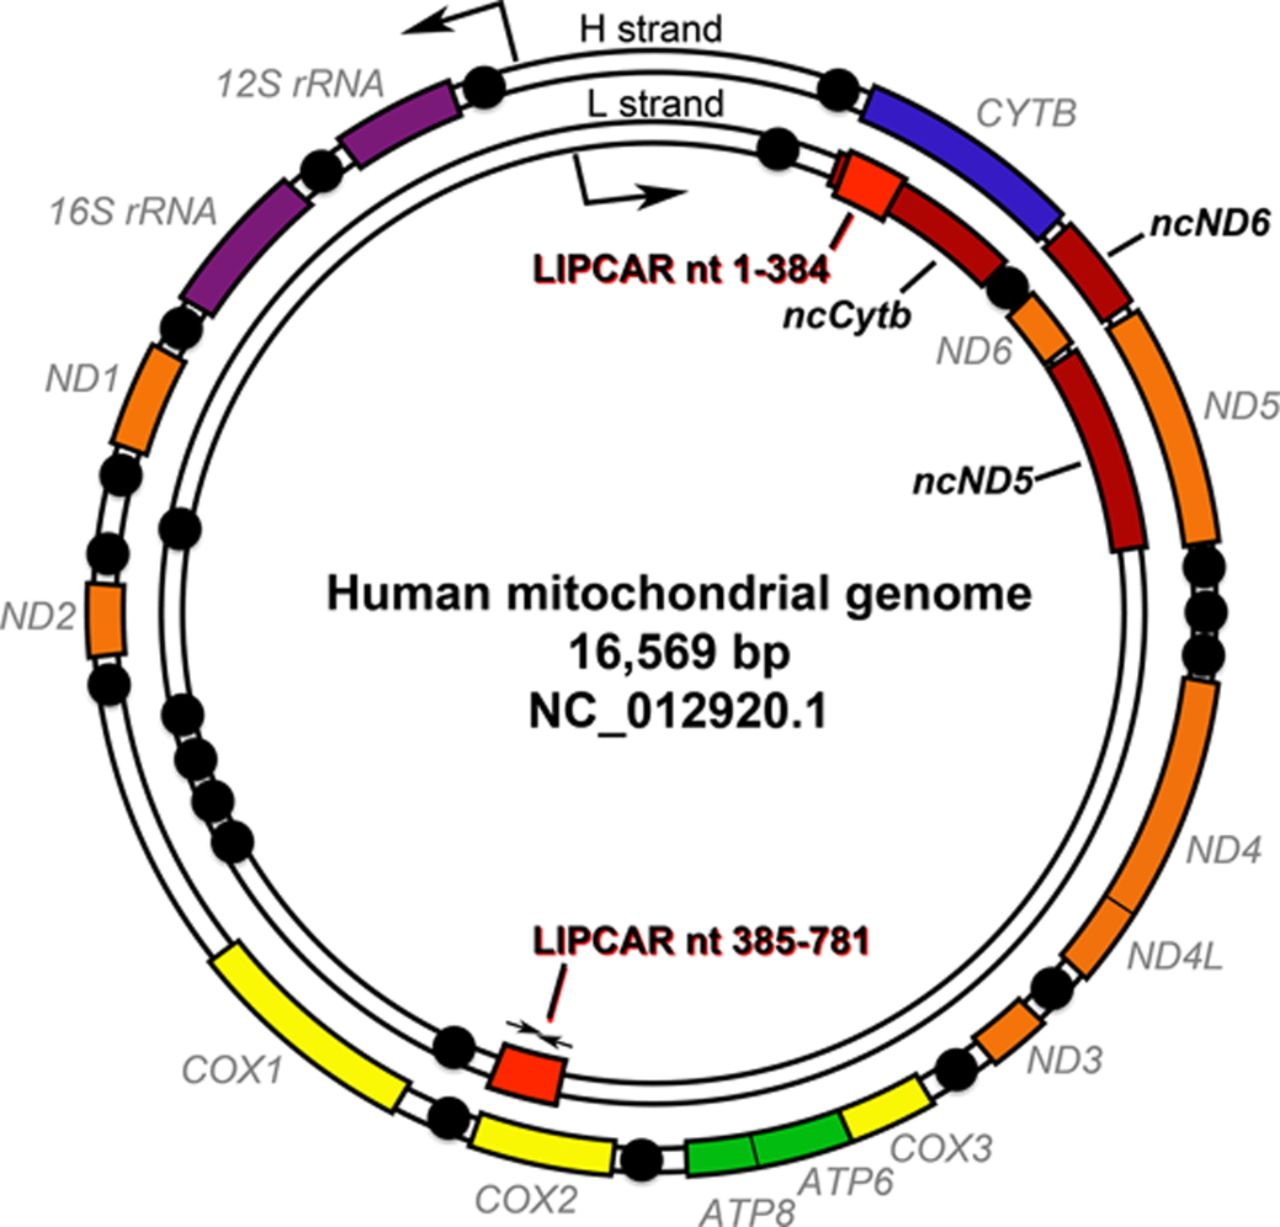 H strand
12S rRNA
L strand
CYTB
16S rRNA
ncND6
LIPCAR nt 1-384
ncCytb
ND6
ND1
ND5
ncND5
Human mitochondrial genome
16,569 bp
NC_012920.1
ND2
ND4
LIPCAR nt 385-781
ND4L
COX1
ND3
COX3
ATP6
COX2
ATP8